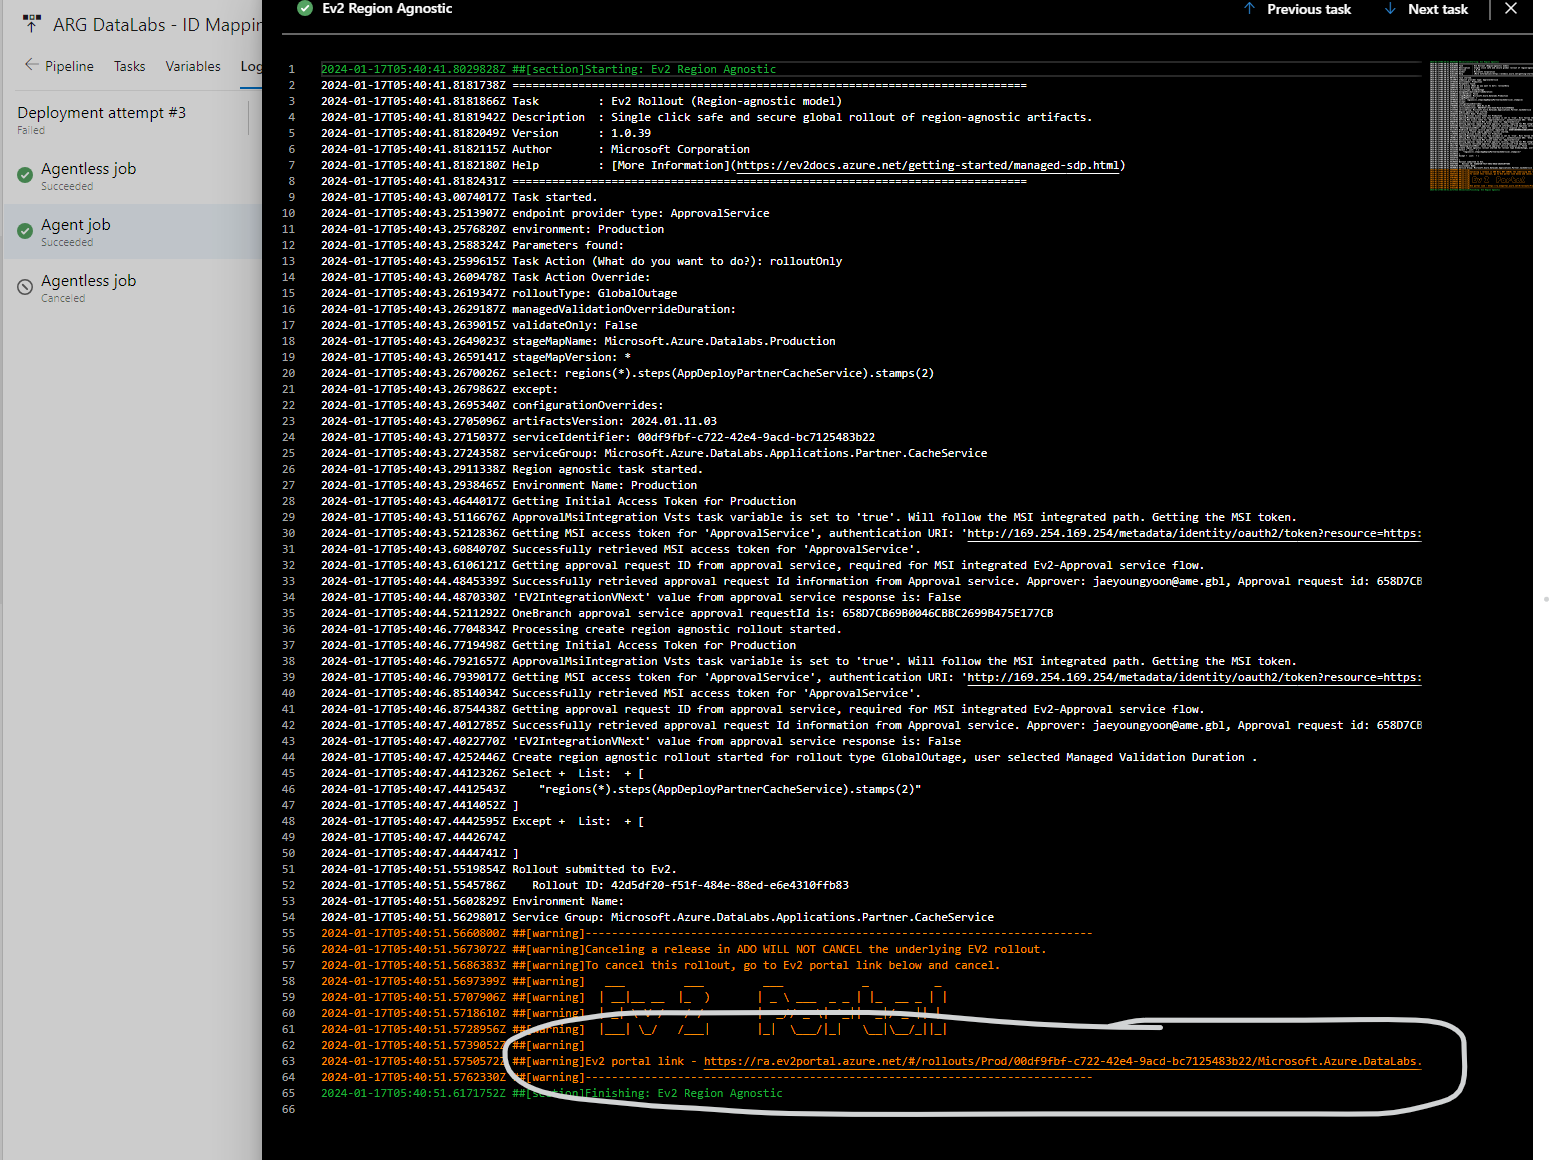 ARG DataLabs - ID Mappin
Pipeline Tasks Variables Log
Deployment attempt #3
Failed
Agentless job
Succeeded
Agent job
Succeeded
Agentless job
Canceled
Ev2 Region Agnostic
Previous task Next task
1 2024-01-17T05:40:41.8029828Z ##[section]Starting: Ev2 Region Agnostic
2 2024-01-17T05:40:41.8181738Z ==============================================================================
3 2024-01-17T05:40:41.8181866Z Task         : Ev2 Rollout (Region-agnostic model)
4 2024-01-17T05:40:41.8181942Z Description  : Single click safe and secure global rollout of region-agnostic artifacts.
5 2024-01-17T05:40:41.8182049Z Version      : 1.0.39
6 2024-01-17T05:40:41.8182115Z Author       : Microsoft Corporation
7 2024-01-17T05:40:41.8182180Z Help         : [More Information](https://ev2docs.azure.net/getting-started/managed-sdp.html)
8 2024-01-17T05:40:41.8182431Z ==============================================================================
9 2024-01-17T05:40:43.0074017Z Task started.
10 2024-01-17T05:40:43.2513907Z endpoint provider type: ApprovalService
11 2024-01-17T05:40:43.2576820Z environment: Production
12 2024-01-17T05:40:43.2588324Z Parameters found:
13 2024-01-17T05:40:43.2599615Z Task Action (What do you want to do?): rolloutOnly
14 2024-01-17T05:40:43.2609478Z Task Action Override:
15 2024-01-17T05:40:43.2619347Z rolloutType: GlobalOutage
16 2024-01-17T05:40:43.2629187Z managedValidationOverrideDuration:
17 2024-01-17T05:40:43.2639015Z validateOnly: False
18 2024-01-17T05:40:43.2649023Z stageMapName: Microsoft.Azure.Datalabs.Production
19 2024-01-17T05:40:43.2659141Z stageMapVersion: *
20 2024-01-17T05:40:43.2670026Z select: regions(*).steps(AppDeployPartnerCacheService).stamps(2)
21 2024-01-17T05:40:43.2679862Z except:
22 2024-01-17T05:40:43.2695340Z configurationOverrides:
23 2024-01-17T05:40:43.2705096Z artifactsVersion: 2024.01.11.03
24 2024-01-17T05:40:43.2715037Z serviceIdentifier: 00df9fbf-c722-42e4-9acd-bc7125483b22
25 2024-01-17T05:40:43.2724358Z serviceGroup: Microsoft.Azure.DataLabs.Applications.Partner.CacheService
26 2024-01-17T05:40:43.2911338Z Region agnostic task started.
27 2024-01-17T05:40:43.2938465Z Environment Name: Production
28 2024-01-17T05:40:43.4644017Z Getting Initial Access Token for Production
29 2024-01-17T05:40:43.5116676Z ApprovalMsiIntegration Vsts task variable is set to 'true'. Will follow the MSI integrated path. Getting the MSI token.
30 2024-01-17T05:40:43.5212836Z Getting MSI access token for 'ApprovalService', authentication URI: 'http://169.254.169.254/metadata/identity/oauth2/token?resource=https:
31 2024-01-17T05:40:43.6084070Z Successfully retrieved MSI access token for 'ApprovalService'.
32 2024-01-17T05:40:43.6106121Z Getting approval request ID from approval service, required for MSI integrated Ev2-Approval service flow.
33 2024-01-17T05:40:44.4845339Z Successfully retrieved approval request Id information from Approval service. Approver: jaeyoungyoon@ame.gbl, Approval request id: 658D7CB
34 2024-01-17T05:40:44.4870330Z 'EV2IntegrationVNext' value from approval service response is: False
35 2024-01-17T05:40:44.5211292Z OneBranch approval service approval requestId is: 658D7CB69B0046CBBC2699B475E177CB
36 2024-01-17T05:40:46.7704834Z Processing create region agnostic rollout started.
37 2024-01-17T05:40:46.7719498Z Getting Initial Access Token for Production
38 2024-01-17T05:40:46.7921657Z ApprovalMsiIntegration Vsts task variable is set to 'true'. Will follow the MSI integrated path. Getting the MSI token.
39 2024-01-17T05:40:46.7939017Z Getting MSI access token for 'ApprovalService', authentication URI: 'http://169.254.169.254/metadata/identity/oauth2/token?resource=https:
40 2024-01-17T05:40:46.8514034Z Successfully retrieved MSI access token for 'ApprovalService'.
41 2024-01-17T05:40:46.8754438Z Getting approval request ID from approval service, required for MSI integrated Ev2-Approval service flow.
42 2024-01-17T05:40:47.4012785Z Successfully retrieved approval request Id information from Approval service. Approver: jaeyoungyoon@ame.gbl, Approval request id: 658D7CB
43 2024-01-17T05:40:47.4022770Z 'EV2IntegrationVNext' value from approval service response is: False
44 2024-01-17T05:40:47.4252446Z Create region agnostic rollout started for rollout type GlobalOutage, user selected Managed Validation Duration .
45 2024-01-17T05:40:47.4412326Z Select +  List:  + [
46 2024-01-17T05:40:47.4412543Z     "regions(*).steps(AppDeployPartnerCacheService).stamps(2)"
47 2024-01-17T05:40:47.4414052Z ]
48 2024-01-17T05:40:47.4442595Z Except +  List:  + [
49 2024-01-17T05:40:47.4442674Z
50 2024-01-17T05:40:47.4444741Z ]
51 2024-01-17T05:40:51.5519854Z Rollout submitted to Ev2.
52 2024-01-17T05:40:51.5545786Z    Rollout ID: 42d5df20-f51f-484e-88ed-e6e4310ffb83
53 2024-01-17T05:40:51.5602829Z Environment Name:
54 2024-01-17T05:40:51.5629801Z Service Group: Microsoft.Azure.DataLabs.Applications.Partner.CacheService
55 2024-01-17T05:40:51.5660800Z ##[warning]-----------------------------------------------------------------------------
56 2024-01-17T05:40:51.5673072Z ##[warning]Canceling a release in ADO WILL NOT CANCEL the underlying EV2 rollout.
57 2024-01-17T05:40:51.5686383Z ##[warning]To cancel this rollout, go to Ev2 portal link below and cancel.
58 2024-01-17T05:40:51.5697399Z ##[warning]
59 2024-01-17T05:40:51.5707906Z ##[warning]
60 2024-01-17T05:40:51.5718610Z ##[warning]
61 2024-01-17T05:40:51.5728956Z ##[warning]
62 2024-01-17T05:40:51.5739052Z ##[warning]
63 2024-01-17T05:40:51.5750572Z ##[warning]Ev2 portal link - https://ra.ev2portal.azure.net/#/rollouts/Prod/00df9fbf-c722-42e4-9acd-bc7125483b22/Microsoft.Azure.DataLabs.
64 2024-01-17T05:40:51.5762330Z ##[warning]-----------------------------------------------------------------------------
65 2024-01-17T05:40:51.6171752Z ##[section]Finishing: Ev2 Region Agnostic
66